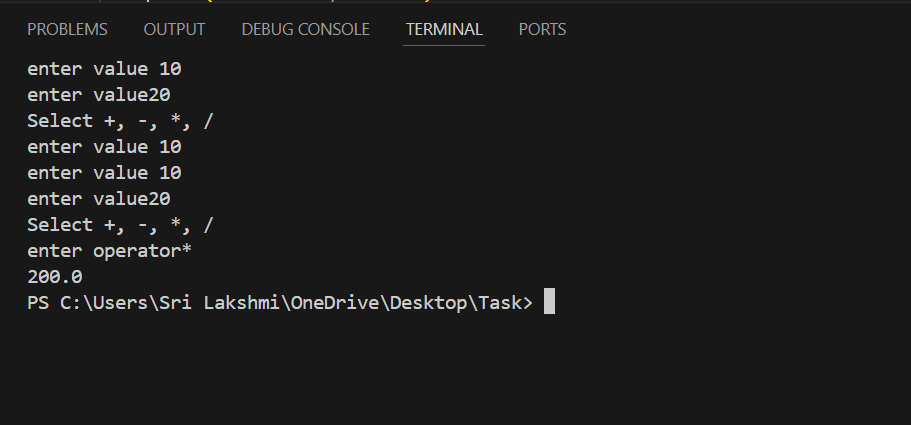 PROBLEMS OUTPUT DEBUG CONSOLE TERMINAL PORTS
enter value 10
enter value20
Select +, -, *, /
enter value 10
enter value 10
enter value20
Select +, -, *, /
enter operator*
200.0
PS C:\Users\Sri Lakshmi\OneDrive\Desktop\Task>